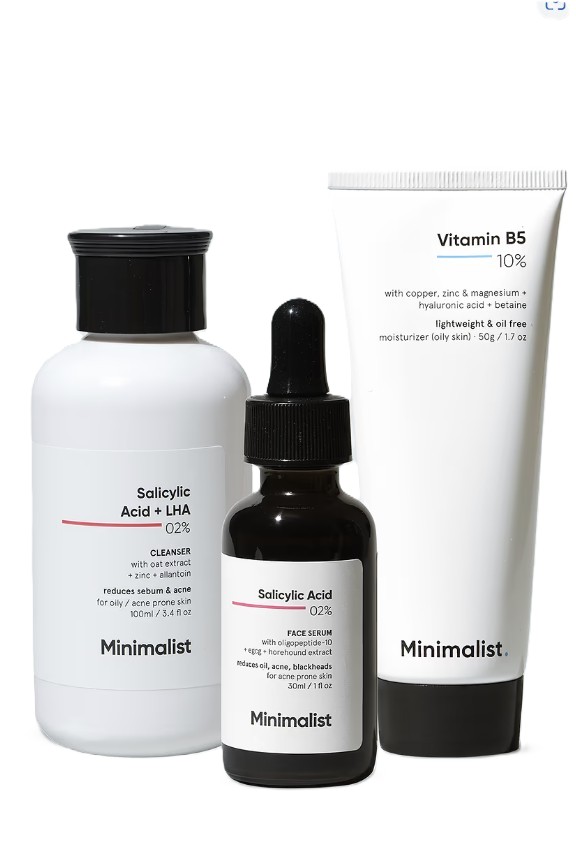 Salicylic
Acid + LHA
02%
CLEANSER
with oat extract
+ zinc + allantoin
reduces sebum & acne
for oily / acne prone skin
100ml / 3.4 fl oz
Minimalist
Salicylic Acid
02%
FACE SERUM
with oligopeptide-10
+ egcg + horehound extract
reduces oil, acne, blackheads
for acne prone skin
30ml / 1 fl oz
Minimalist
Vitamin B5
10%
with copper, zinc & magnesium +
hyaluronic acid + betaine
lightweight & oil free
moisturizer (oily skin) · 50g / 1.7 oz
Minimalist.